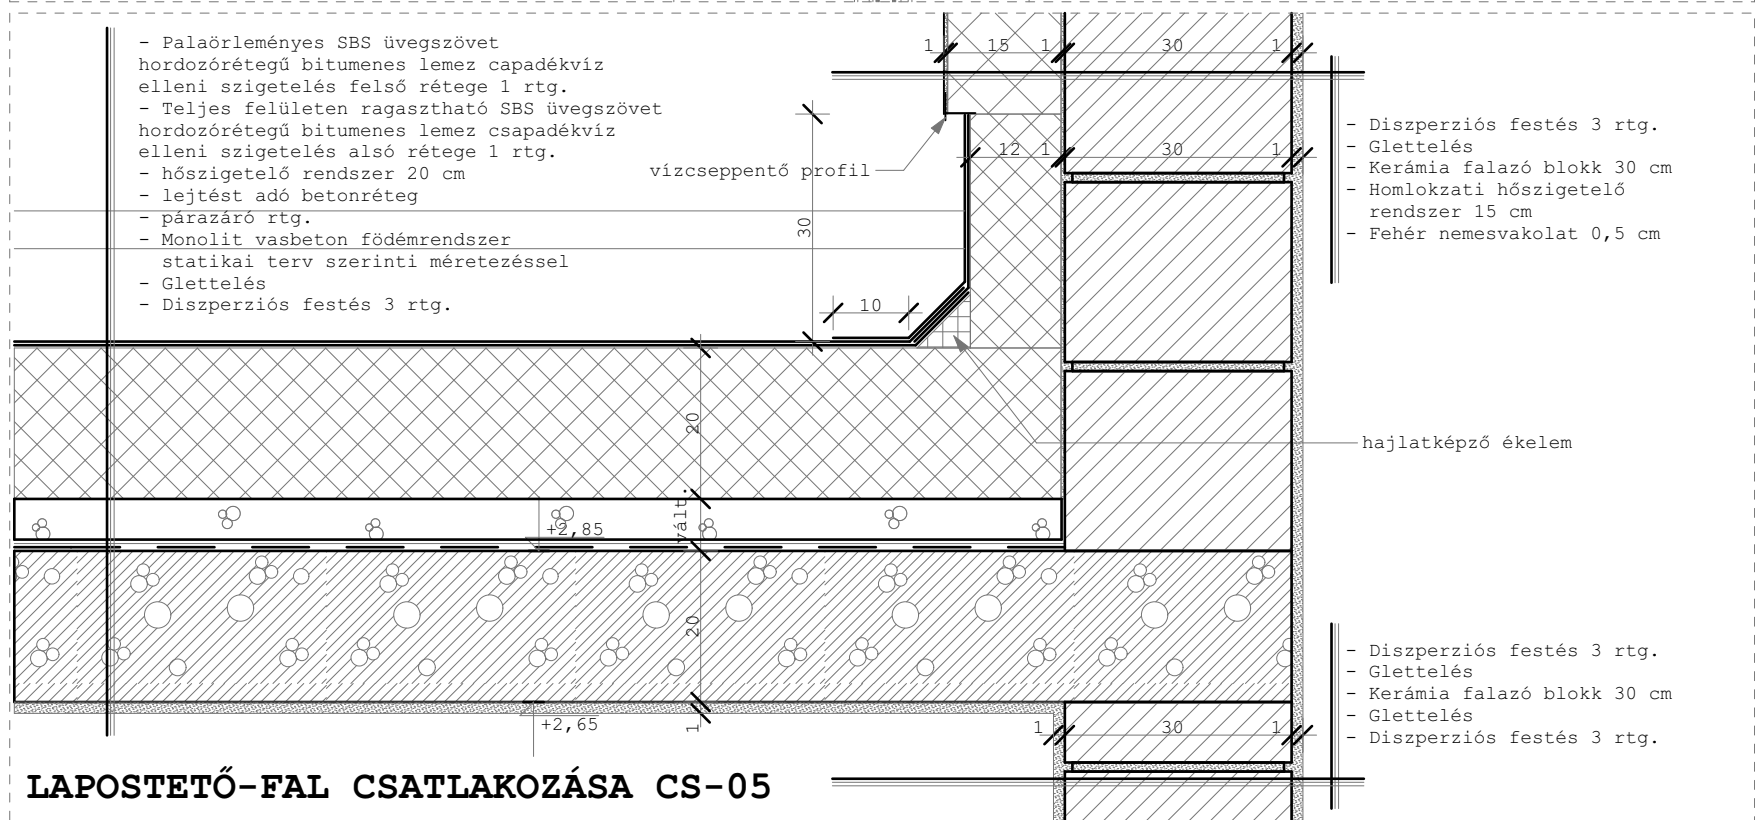 - Palaörleményes SBS üvegszövet
hordozórétegű bitumenes lemez capadékvíz
elleni szigetelés felső rétege 1 rtg.
- Teljes felületen ragasztható SBS üvegszövet
hordozórétegű bitumenes lemez csapadékvíz
elleni szigetelés alsó rétege 1 rtg.
- hőszigetelő rendszer 20 cm
- lejtést adó betonréteg
- párazáró rtg.
- Monolit vasbeton födémrendszer
statikai terv szerinti méretezéssel
- Glettelés
- Diszperziós festés 3 rtg.
1 15 1 30 1
vízcseppentő profil
12 1 30 1
30
10
- Diszperziós festés 3 rtg.
- Glettelés
- Kerámia falazó blokk 30 cm
- Homlokzati hőszigetelő
rendszer 15 cm
- Fehér nemesvakolat 0,5 cm
20
hajlatképző ékelem
vált.
+2,85
20
+2,65
1
1 30 1
- Diszperziós festés 3 rtg.
- Glettelés
- Kerámia falazó blokk 30 cm
- Glettelés
- Diszperziós festés 3 rtg.
LAPOSTETŐ-FAL CSATLAKOZÁSA CS-05